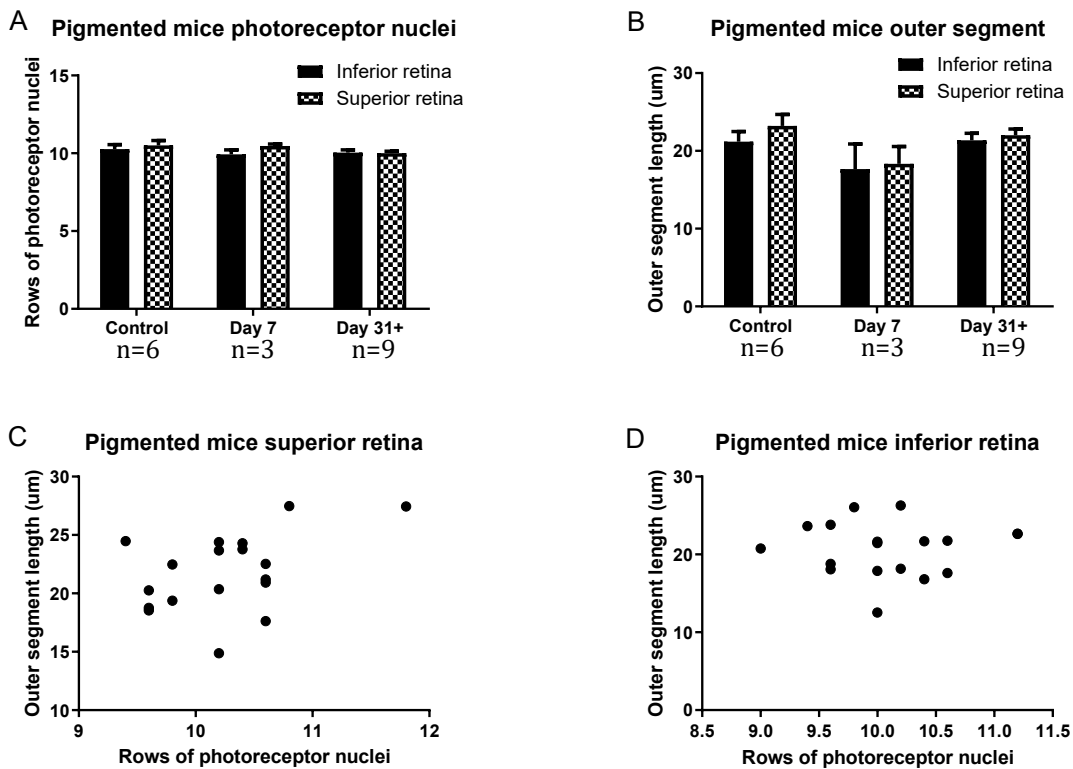 A
Pigmented mice photoreceptor nuclei
Inferior retina
Superior retina
Rows of photoreceptor nuclei
15
10
5
0
Control
Day 7
Day 31+
n=6
n=3
n=9
B
Pigmented mice outer segment
Inferior retina
Superior retina
Outer segment length (um)
30
20
10
0
Control
Day 7
Day 31+
n=6
n=3
n=9
C
Pigmented mice superior retina
Outer segment length (um)
30
25
20
15
10
9
10
11
12
Rows of photoreceptor nuclei
D
Pigmented mice inferior retina
Outer segment length (um)
30
20
10
0
8.5
9.0
9.5
10.0
10.5
11.0
11.5
Rows of photoreceptor nuclei